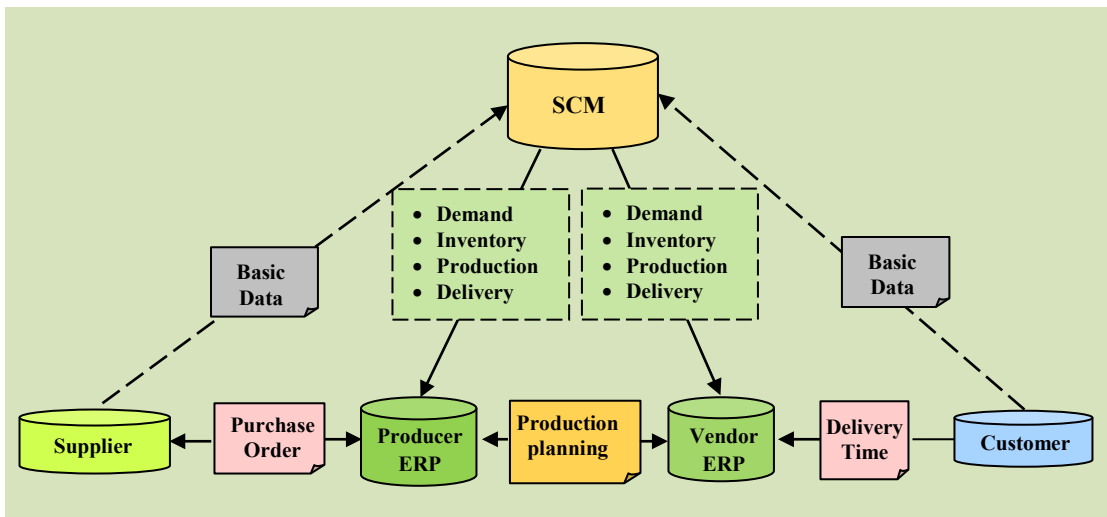 SCM
• Demand
• Inventory
• Production
• Delivery
• Demand
• Inventory
• Production
• Delivery
Basic
Data
Basic
Data
Supplier
Purchase
Order
Producer
ERP
Production
planning
Vendor
ERP
Delivery
Time
Customer